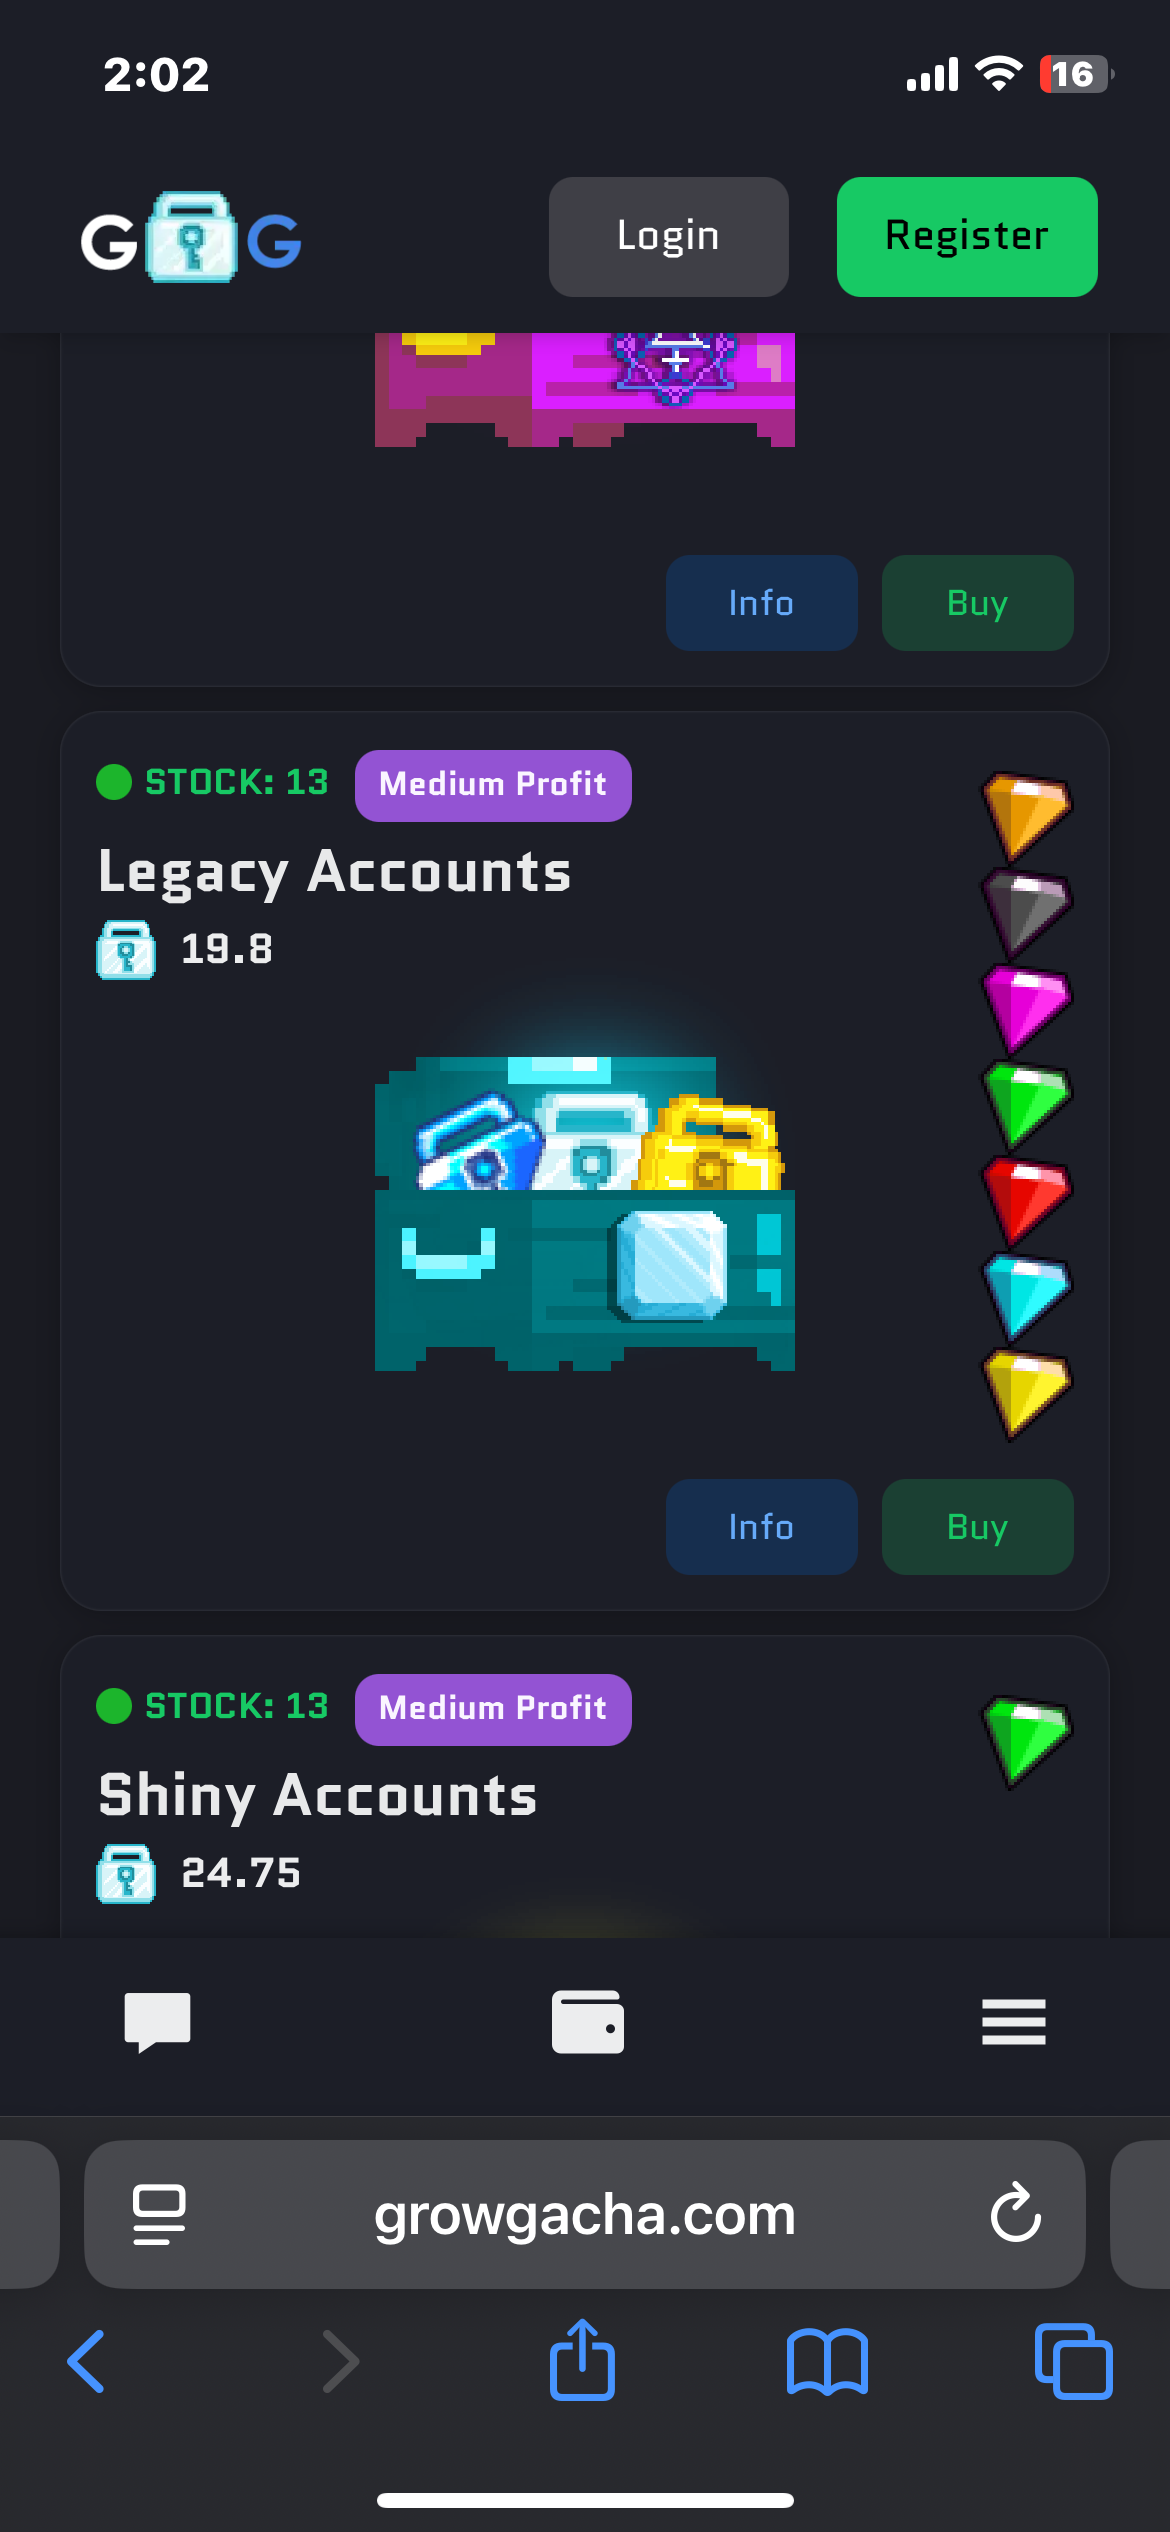 2:02
16
G G
Login
Register
Info
Buy
STOCK: 13
Medium Profit
Legacy Accounts
19.8
Info
Buy
STOCK: 13
Medium Profit
Shiny Accounts
24.75
growgacha.com